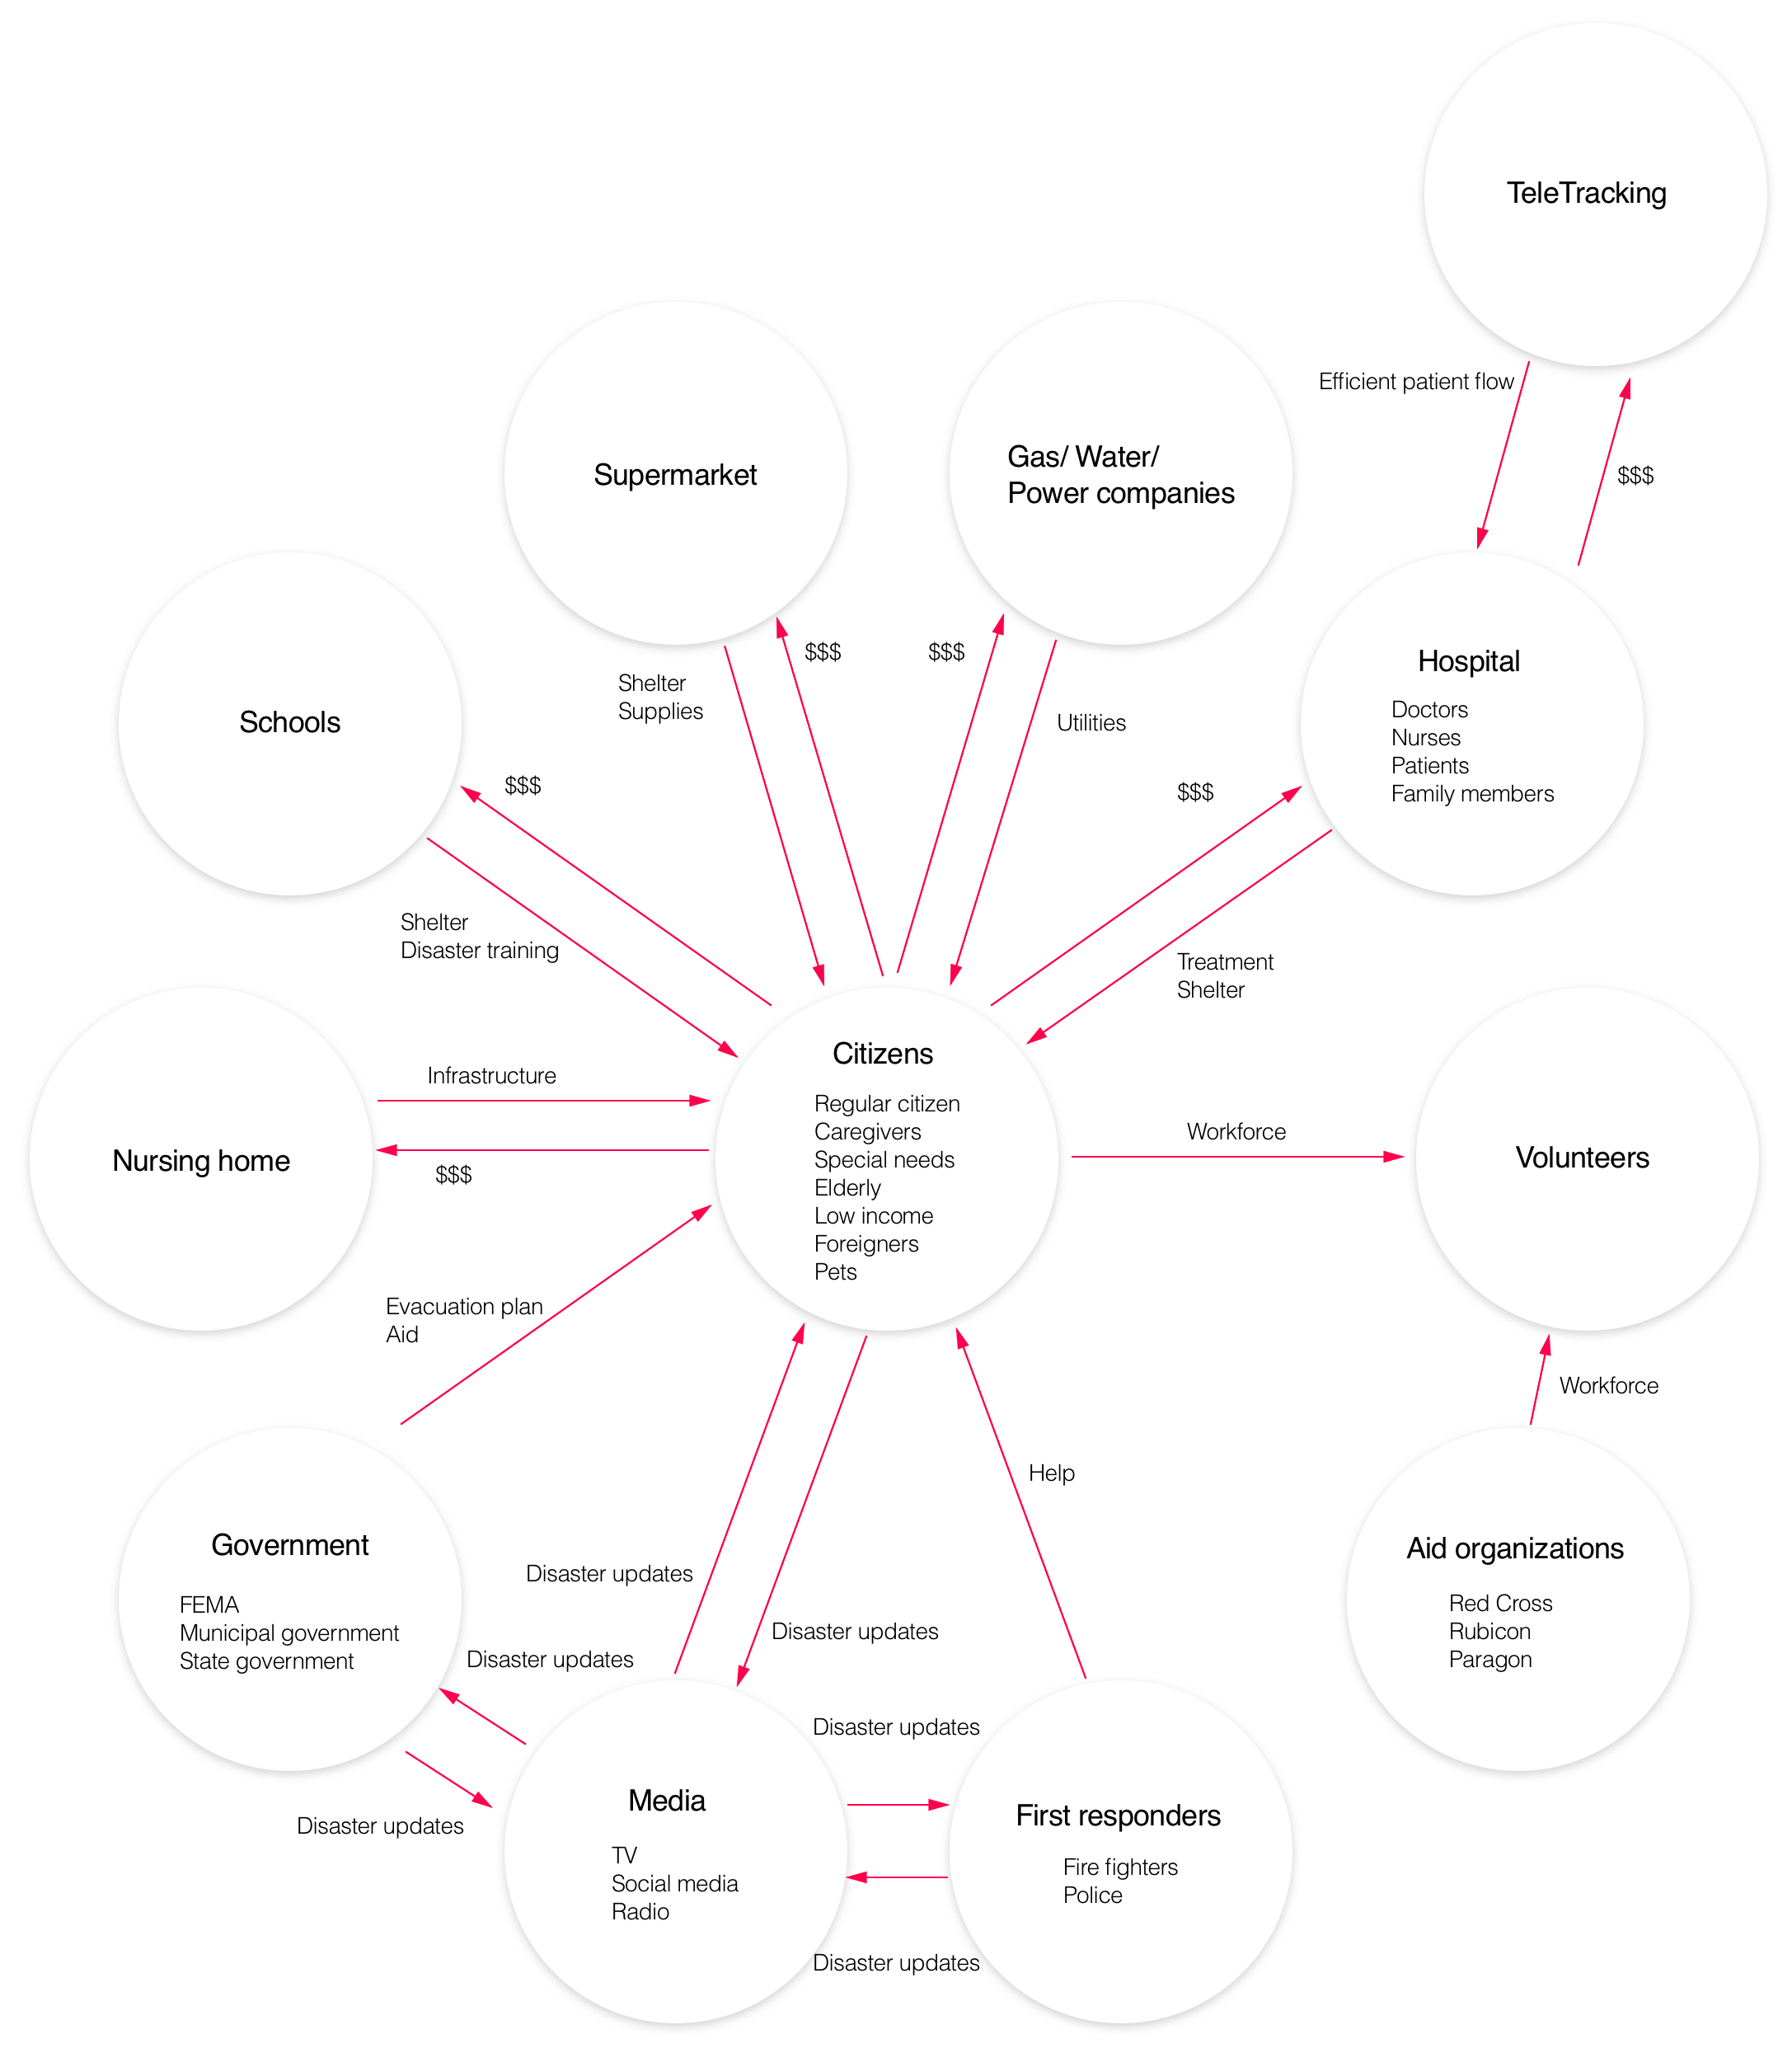 TeleTracking
Efficient patient flow
$$$
Supermarket
Gas/ Water/
Power companies
Schools
Hospital
Doctors
Nurses
Patients
Family members
Shelter
Supplies
$$$
$$$
Utilities
$$$
$$$
Shelter
Disaster training
Treatment
Shelter
Nursing home
Infrastructure
$$$
Citizens
Regular citizen
Caregivers
Special needs
Elderly
Low income
Foreigners
Pets
Workforce
Volunteers
Evacuation plan
Aid
Workforce
Help
Government
FEMA
Municipal government
State government
Disaster updates
Disaster updates
Disaster updates
Disaster updates
Aid organizations
Red Cross
Rubicon
Paragon
Media
TV
Social media
Radio
Disaster updates
Disaster updates
First responders
Fire fighters
Police